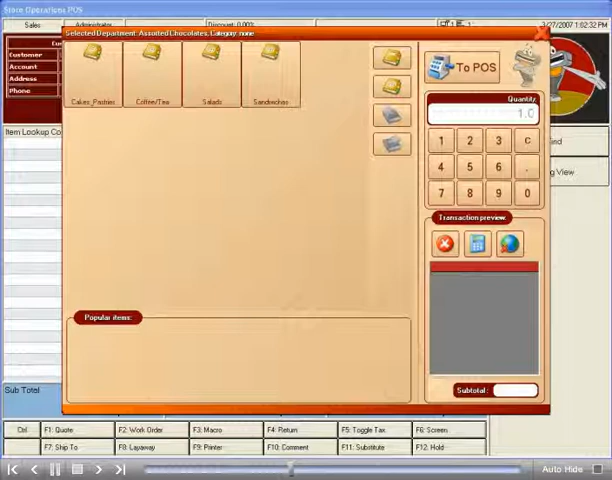 Store Operations POS
Sales
Administrator
Discount: 0.00%
3/27/2007 1:02:32 PM
Selected Department: Assorted Chocolates, Category: none
Customer
Account
Address
Phone
Item Lookup Co
Cakes_Pastries
Coffee/Tea
Salads
Sandwiches
To POS
Quantity:
1.0
1 2 3 C
4 5 6 .
7 8 9 0
Transaction preview:
Popular items:
Subtotal:
Sub Total
Ctrl
F1: Quote
F2: Work Order
F3: Macro
F4: Return
F5: Toggle Tax
F6: Screen
F7: Ship To
F8: Layaway
F9: Printer
F10: Comment
F11: Substitute
F12: Hold
Auto Hide